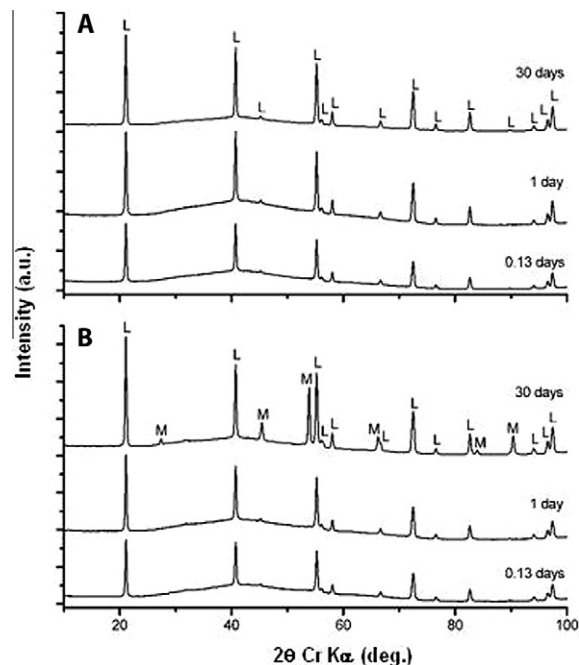 A
L L L L L L L L L L L L L L
30 days
1 day
0.13 days
Intensity (a.u.)
B
L M L M M L L L M L L L L M M L L L
30 days
1 day
0.13 days
20 40 60 80 100
2θ Cr Kα (deg.)